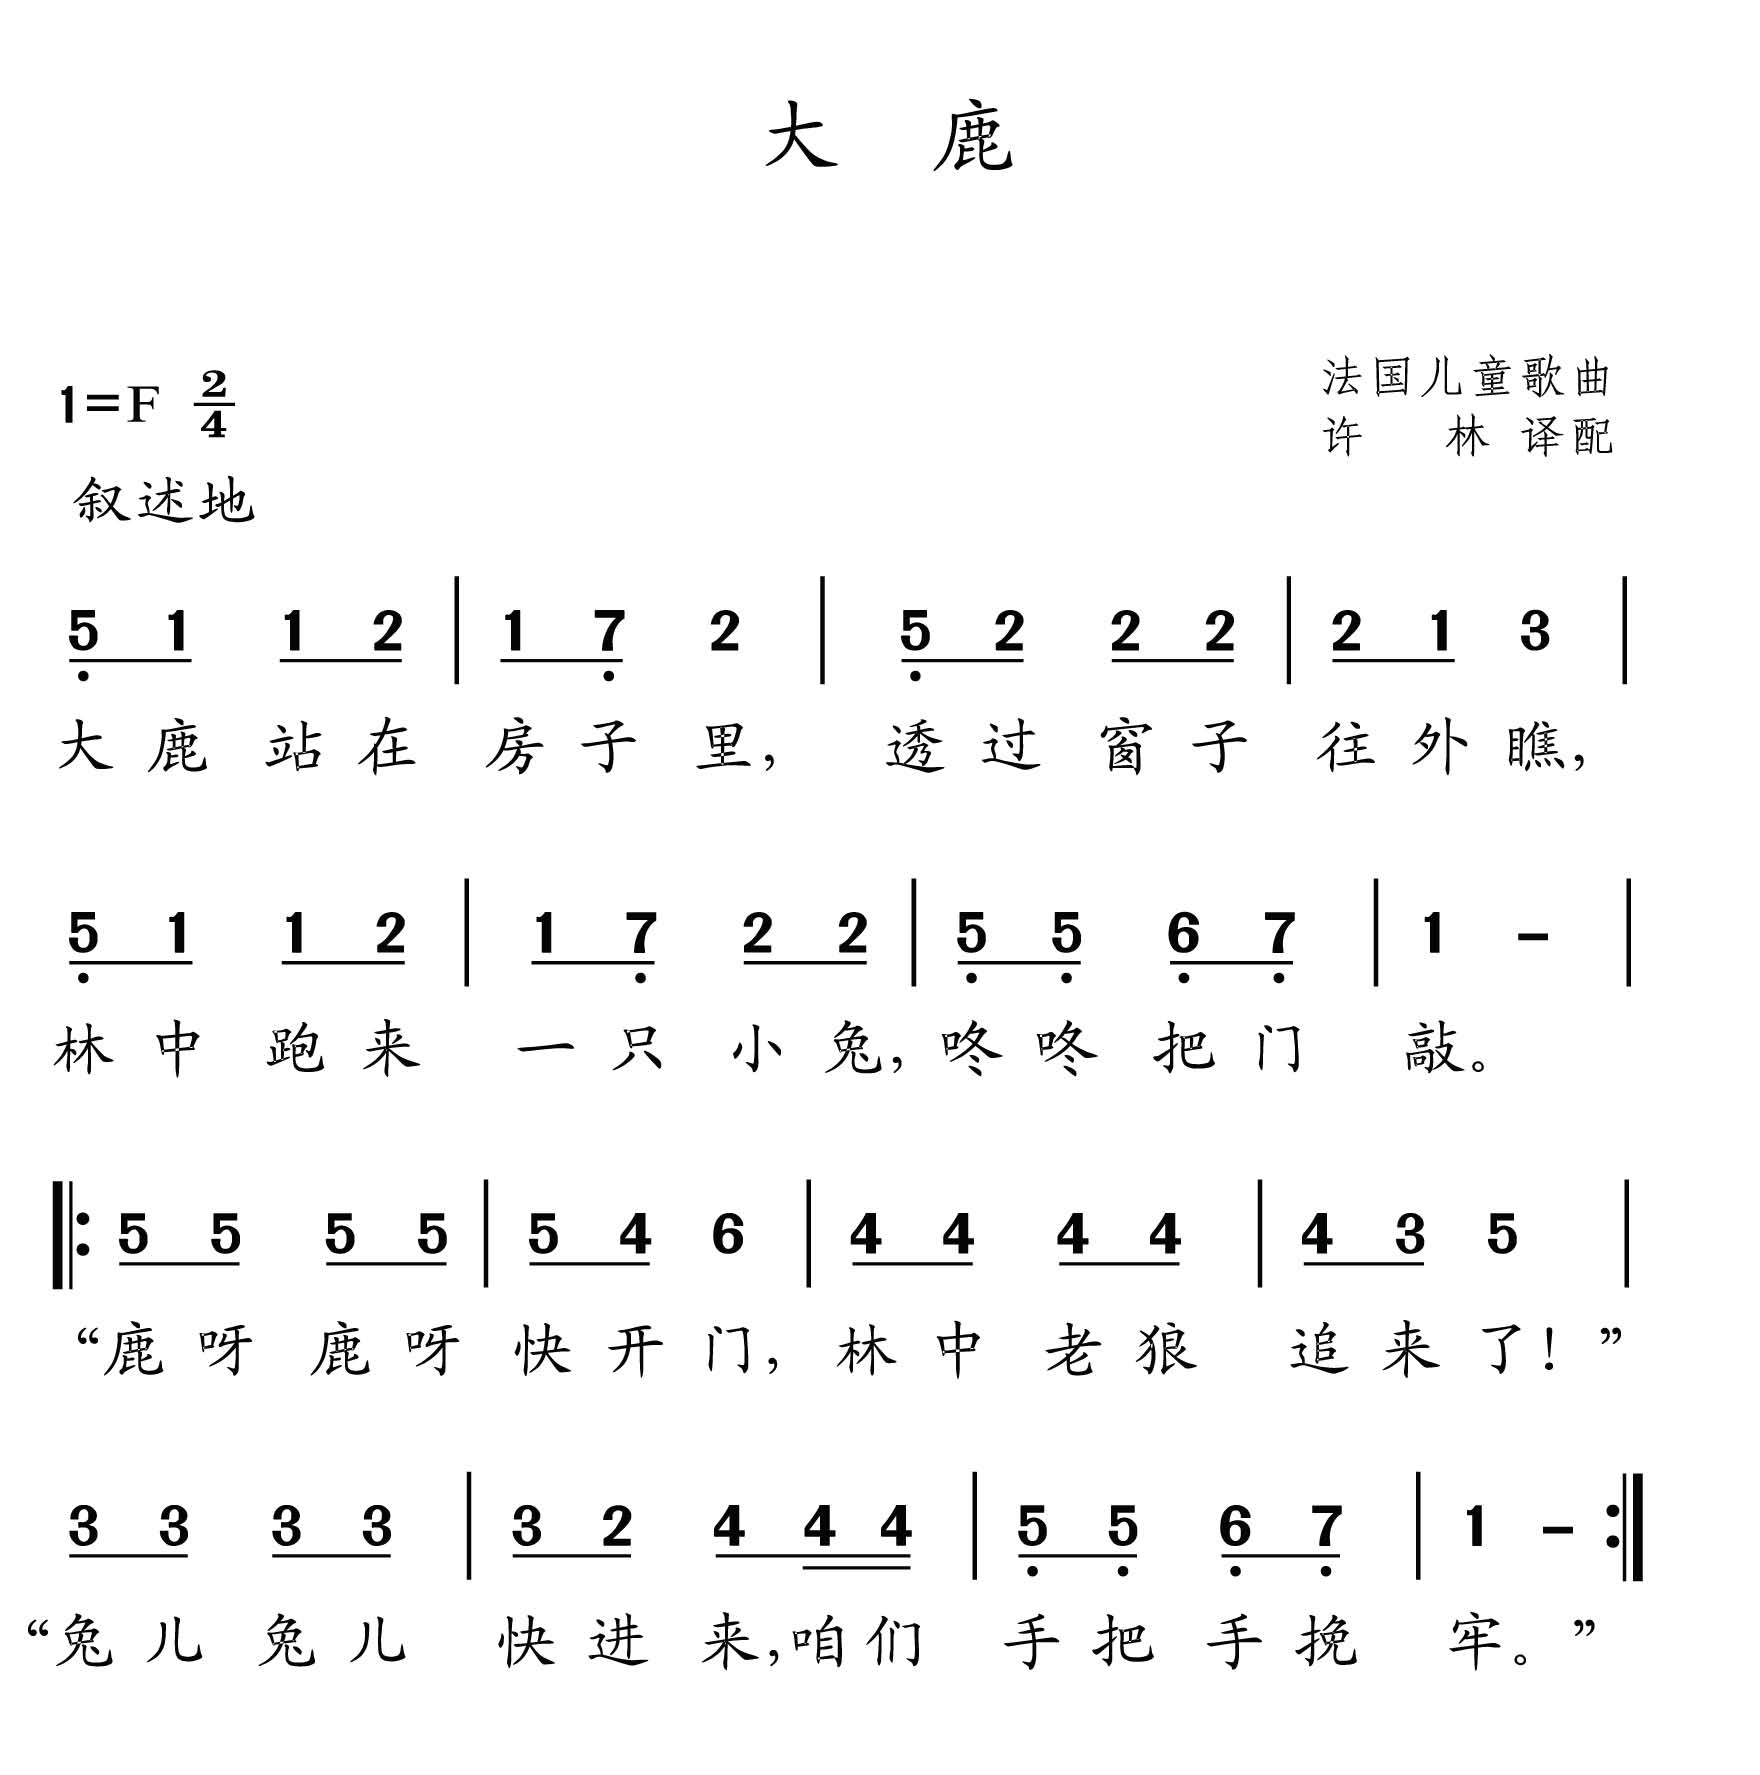 大 鹿
1=F 2/4
法国儿童歌曲
许 林 译配
叙述地
5 1 1 2 | 1 7 2 | 5 2 2 2 | 2 1 3 |
大 鹿 站 在 房 子 里， 透 过 窗 子 往 外 瞧，
5 1 1 2 | 1 7 2 2 | 5 5 6 7 | 1 – |
林 中 跑 来 一 只 小 兔， 咚 咚 把 门 敲。
‖: 5 5 5 5 | 5 4 6 | 4 4 4 4 | 4 3 5 |
“鹿 呀 鹿 呀 快 开 门， 林 中 老 狼 追 来 了！”
3 3 3 3 | 3 2 4 4 4 | 5 5 6 7 | 1 – :‖
“兔 儿 兔 儿 快 进 来，咱 们 手 把 手 挽 牢。”